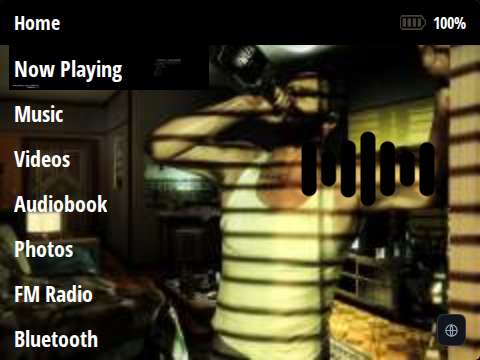 Home
100%
Now Playing
Music
Videos
Audiobook
Photos
FM Radio
Bluetooth